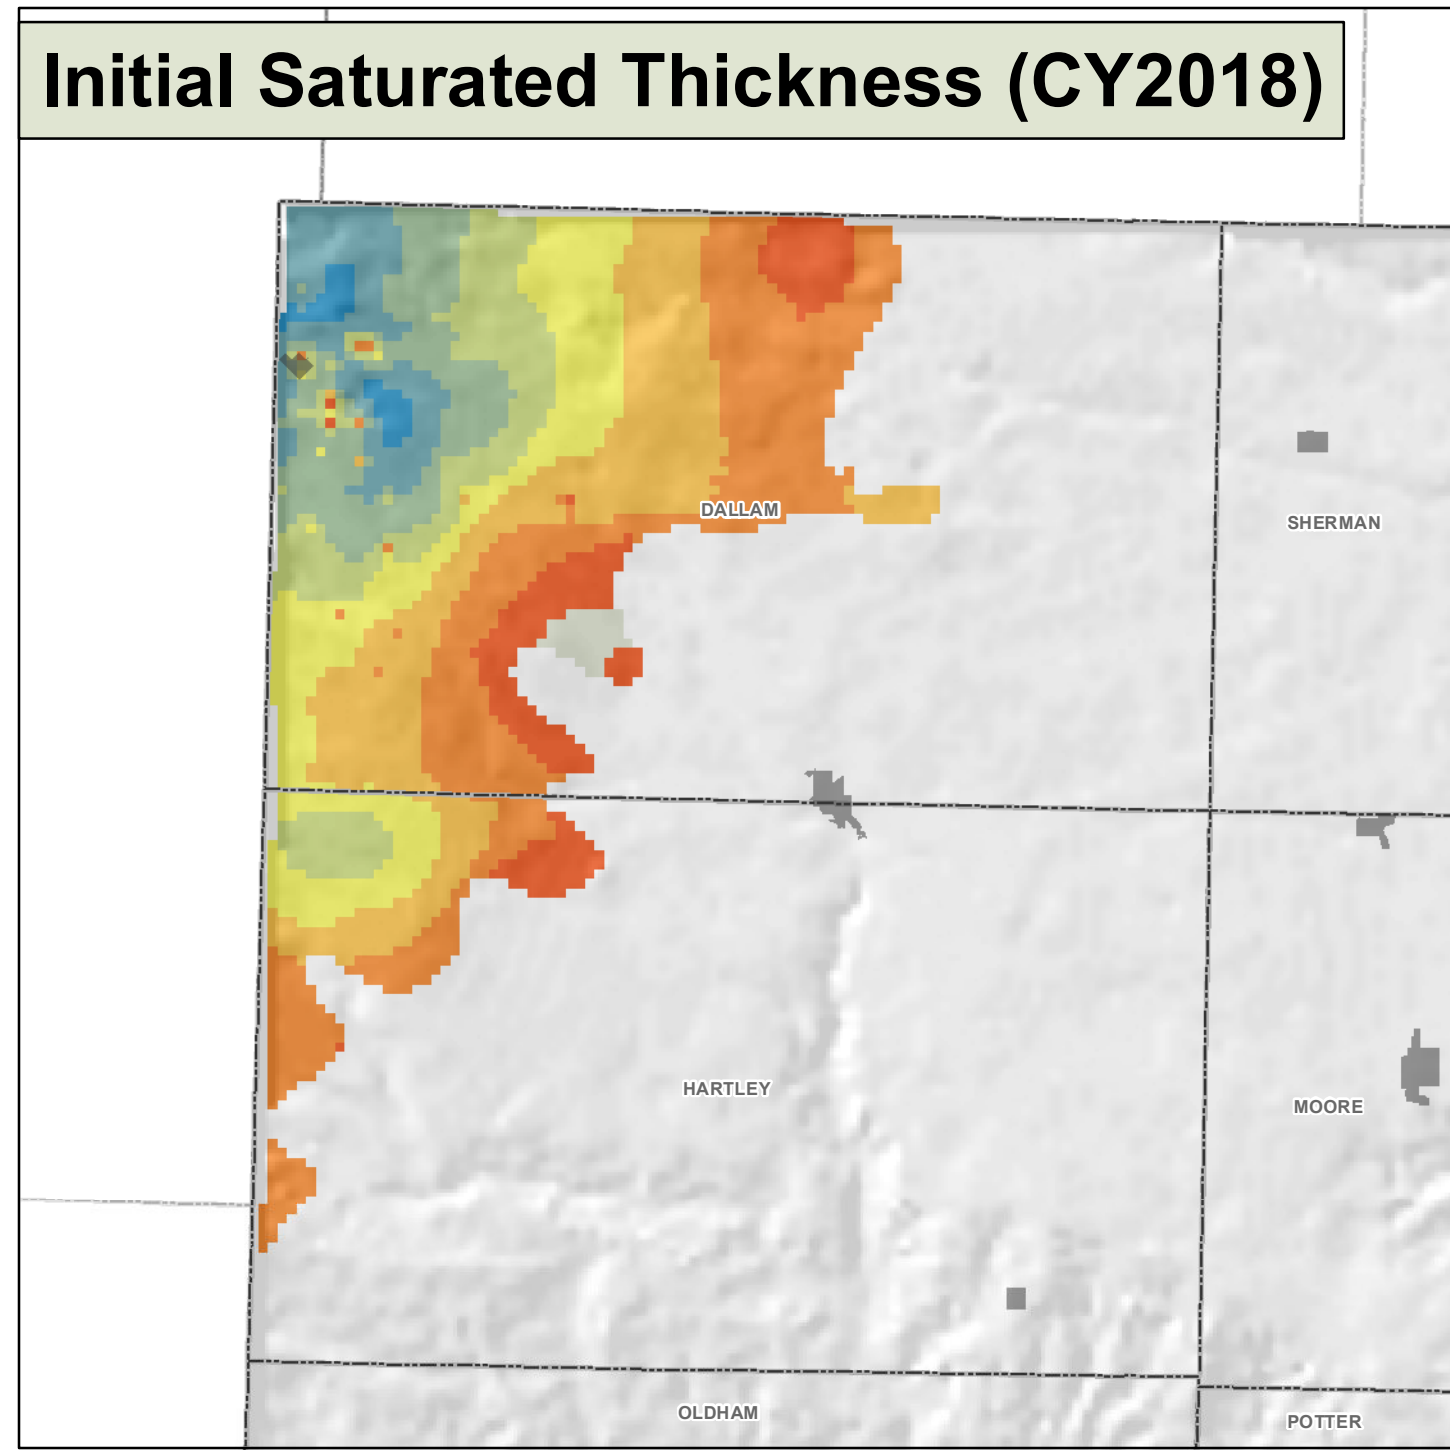 Initial Saturated Thickness (CY2018)
DALLAM
SHERMAN
HARTLEY
MOORE
OLDHAM
POTTER